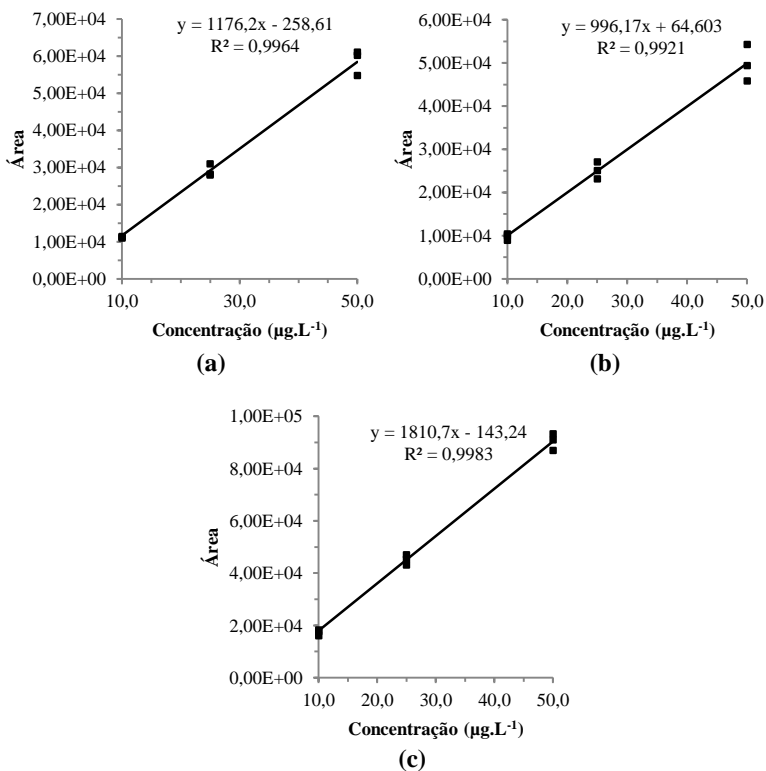 y = 1176,2x - 258,61
R² = 0,9964
7,00E+04
6,00E+04
5,00E+04
4,00E+04
3,00E+04
2,00E+04
1,00E+04
0,00E+00
Área
10,0 30,0 50,0
Concentração (µg.L⁻¹)
(a)
y = 996,17x + 64,603
R² = 0,9921
6,00E+04
5,00E+04
4,00E+04
3,00E+04
2,00E+04
1,00E+04
0,00E+00
Área
10,0 20,0 30,0 40,0 50,0
Concentração (µg.L⁻¹)
(b)
y = 1810,7x - 143,24
R² = 0,9983
1,00E+05
8,00E+04
6,00E+04
4,00E+04
2,00E+04
0,00E+00
Área
10,0 20,0 30,0 40,0 50,0
Concentração (µg.L⁻¹)
(c)